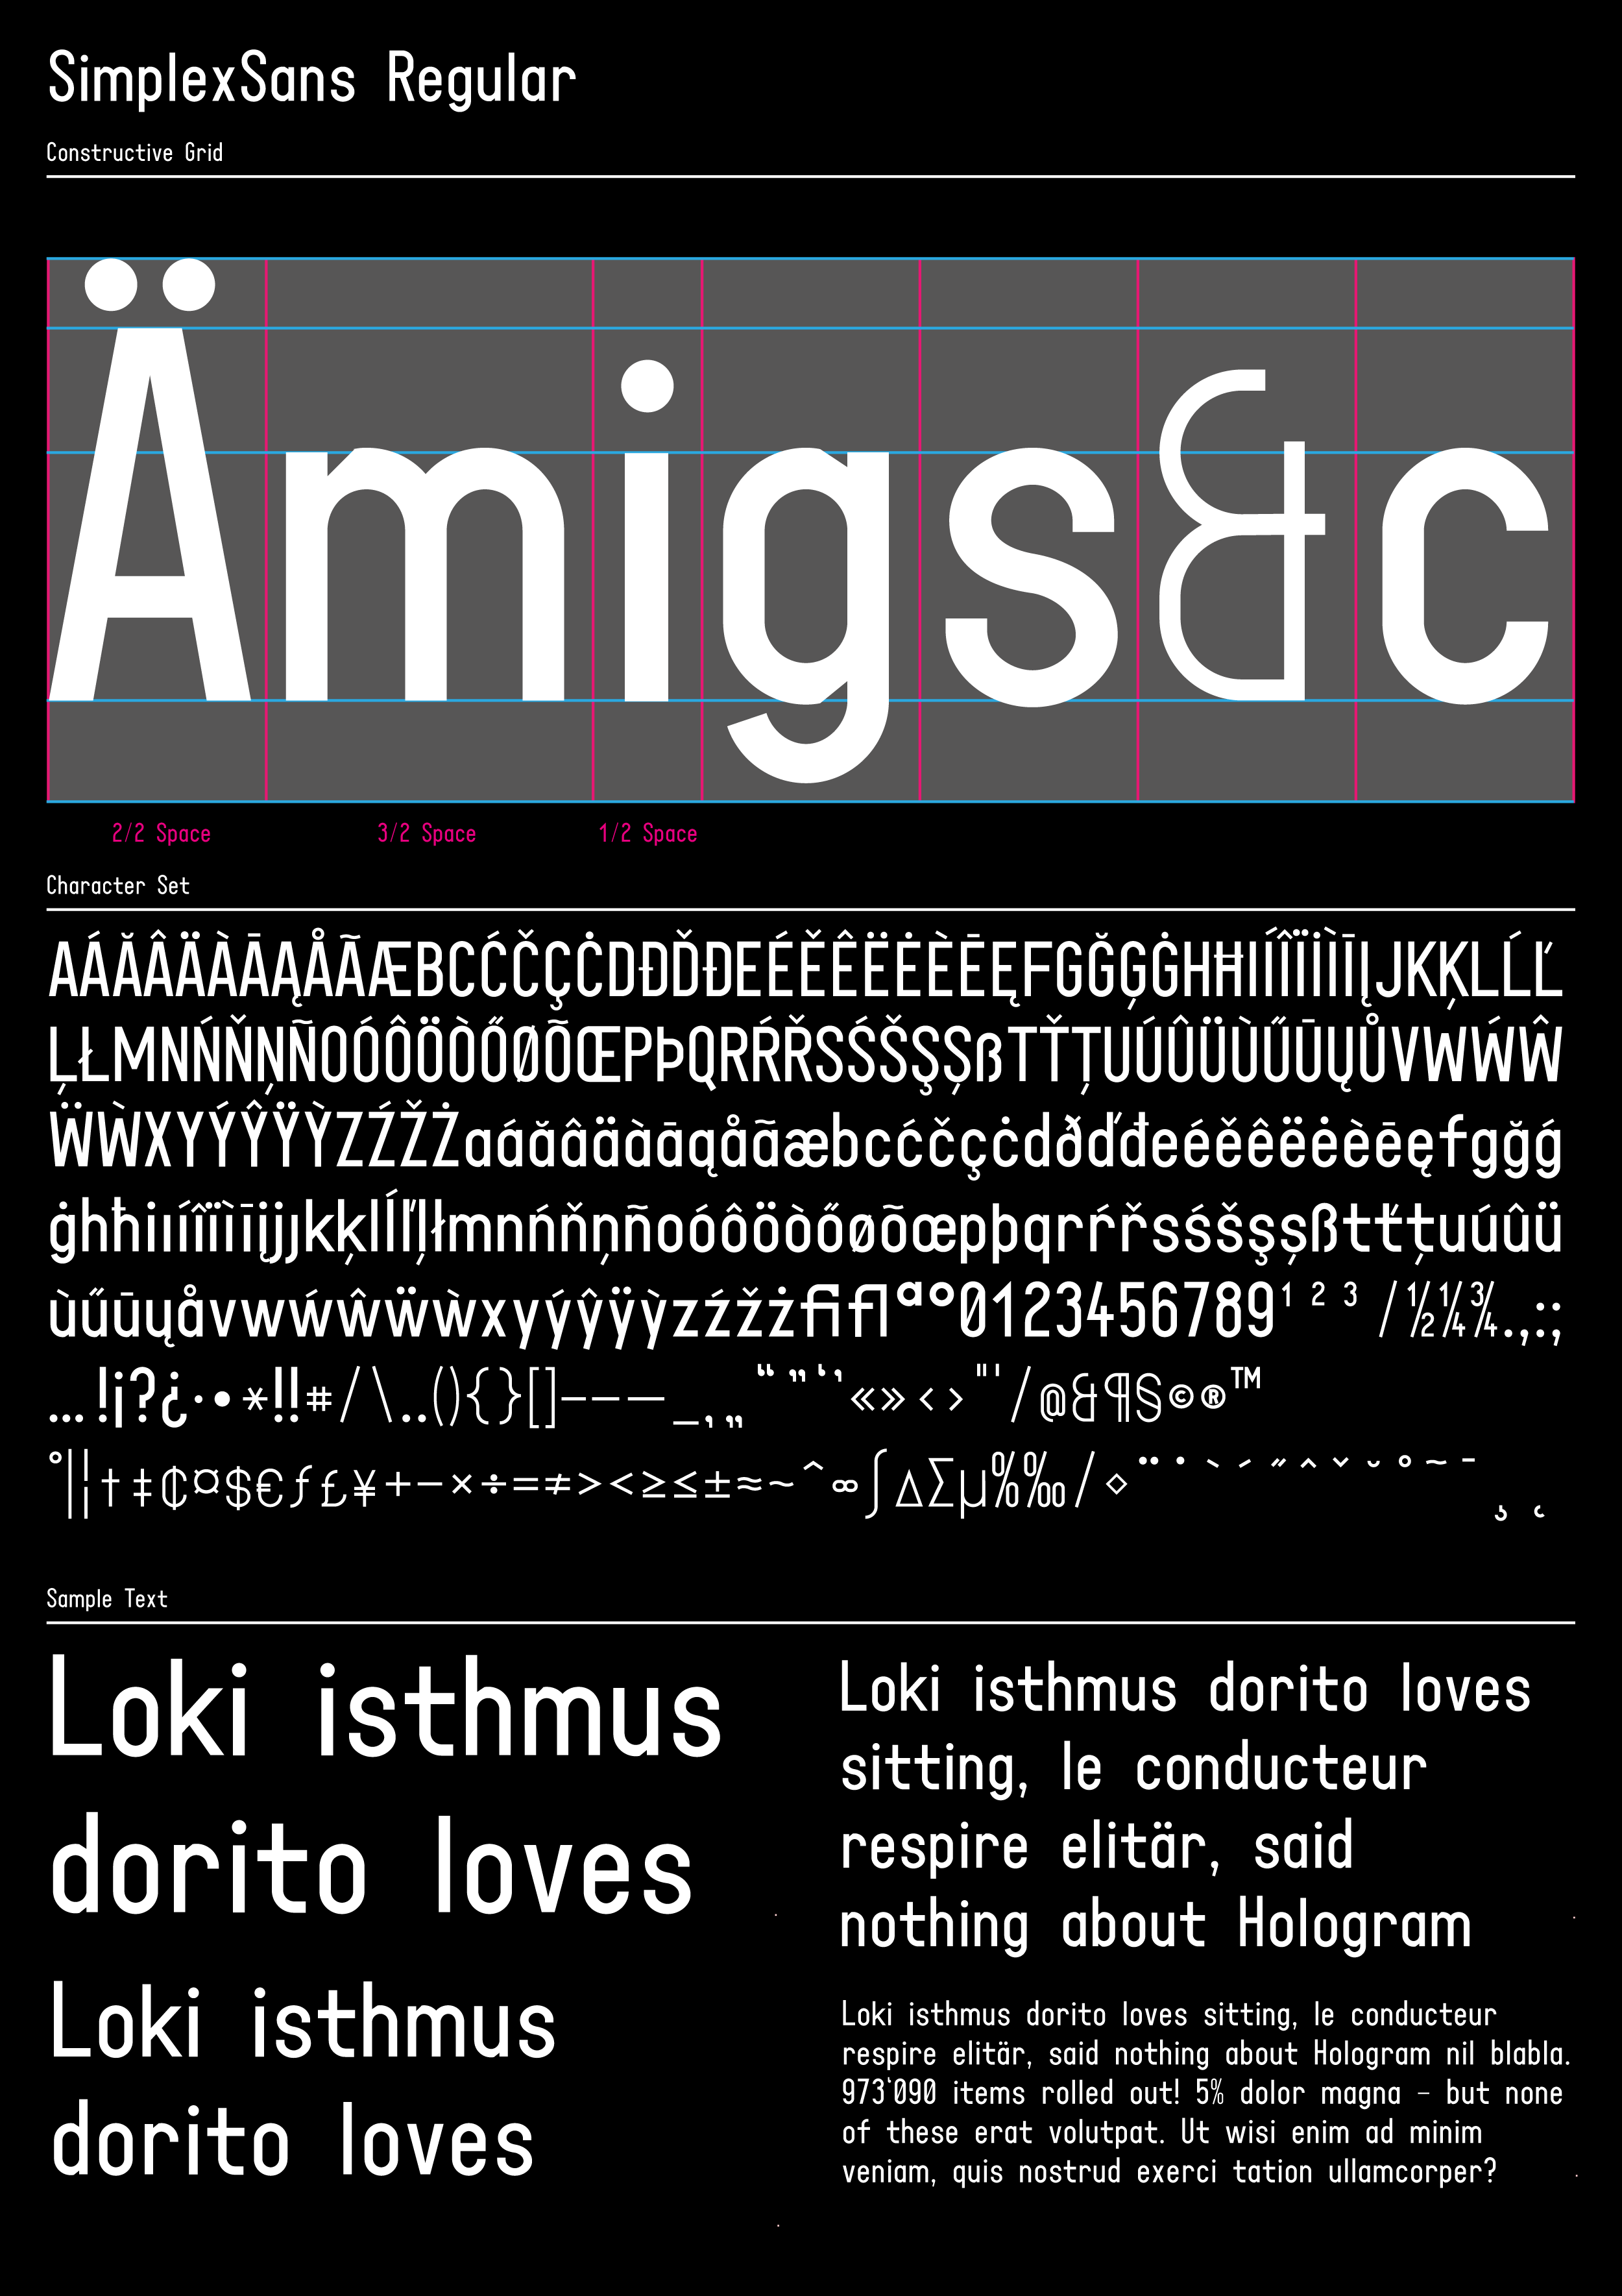 SimplexSans Regular
Constructive Grid
Ämigs&c
2/2 Space 3/2 Space 1/2 Space
Character Set
AÁĂÂÄÀĀĄÅÃÆBCĆČÇĊDĐĎĐEÉĚÊËĖÈĒĘFGĞĢĠHĦIÍÎÏİÌĪĮJKĶLĹĽ
ĻŁMNŃŇŅÑOÓÔÖÒŐØÕŒPÞQRŔŘSŚŠŞȘẞTŤŢUÚÛÜÙŰŪŲŮVWẂŴ
ẄẀXYÝŶŸỲZŹŽŻaáăâäàāąåãæbcćčçċdðďđeéěêëėèēęfgğǵ
ġhħiıíîïìīįjȷkķlĺľļłmnńňņñoóôöòőøõœpþqrŕřsśšşșßtťţuúûü
ùűūųåvwẃŵẅẁxyýŷÿỳzźžżfiflªº0123456789¹ ² ³ ⁄½¼¾.,:;
…!¡?¿·•*!!#/\..(){}[]–—―_‚„“”‘’«»‹›"'/@&¶§©®™
°|¦†‡₵¤$€ƒ£¥+−×÷=≠><≥≤±≈~^∞∫∆∑µ%‰⁄◊¨˙`´˝ˆˇ˘˚˜¯¸˛
Sample Text
Loki isthmus
dorito loves
Loki isthmus
dorito loves
Loki isthmus dorito loves
sitting, le conducteur
respire elitär, said
nothing about Hologram
Loki isthmus dorito loves sitting, le conducteur
respire elitär, said nothing about Hologram nil blabla.
973‘090 items rolled out! 5% dolor magna – but none
of these erat volutpat. Ut wisi enim ad minim
veniam, quis nostrud exerci tation ullamcorper?